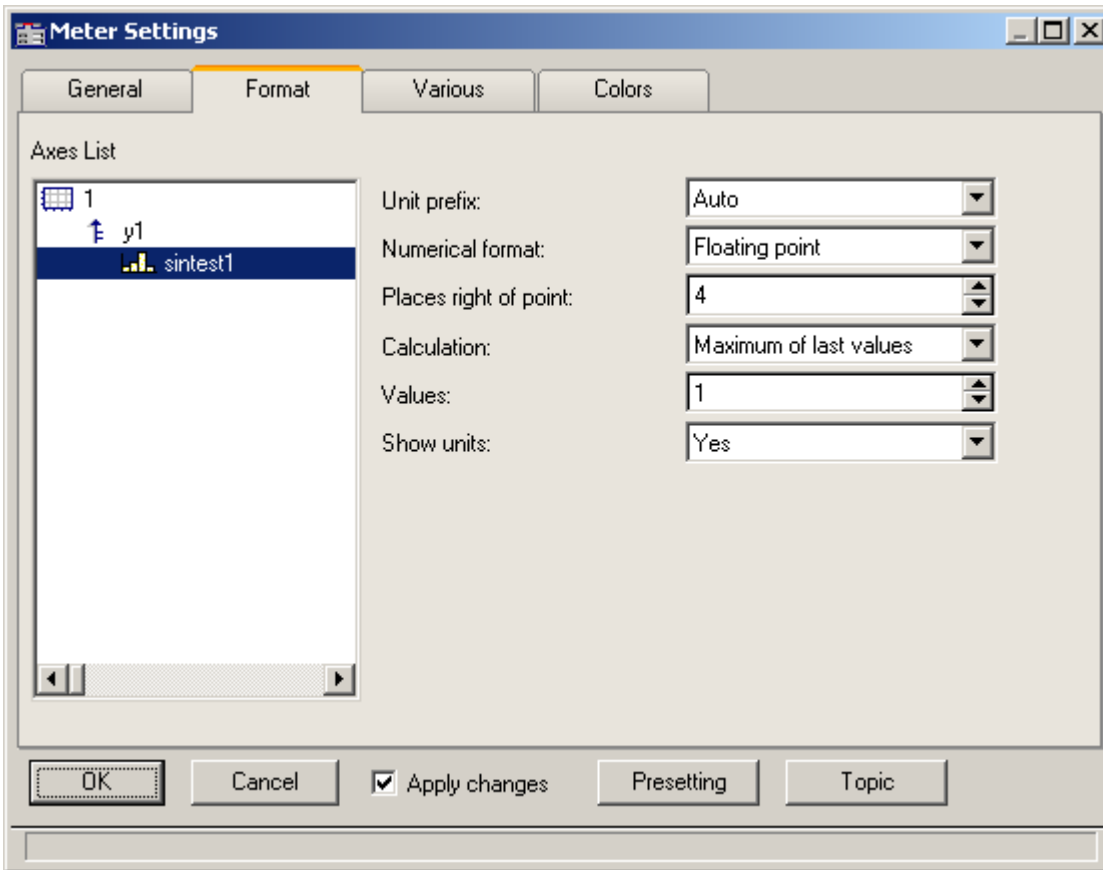 Meter Settings
General Format Various Colors
Axes List
1
y1
sintest1
Unit prefix: Auto
Numerical format: Floating point
Places right of point: 4
Calculation: Maximum of last values
Values: 1
Show units: Yes
OK Cancel Apply changes Presetting Topic